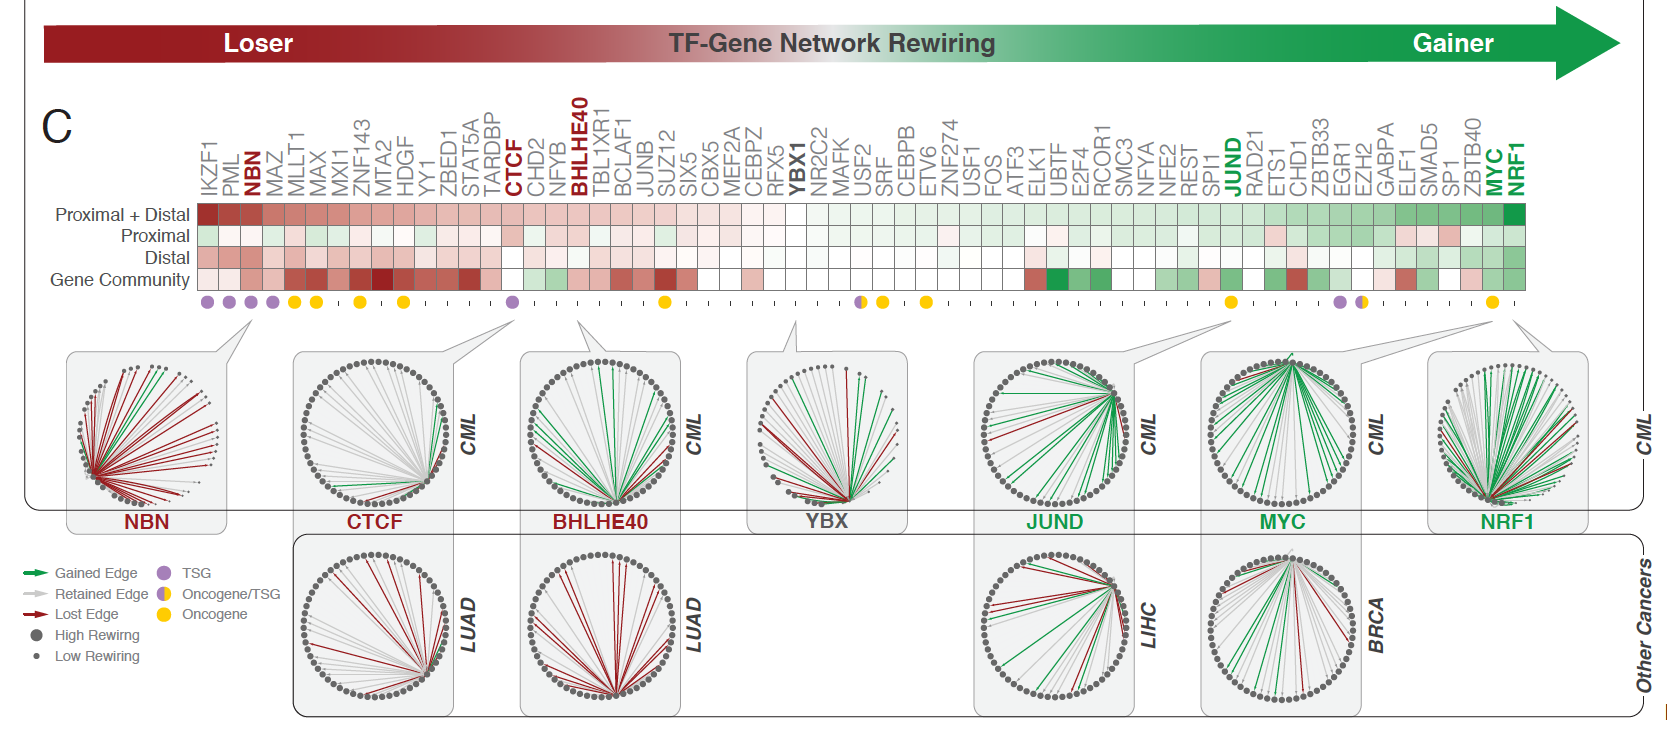 Loser TF-Gene Network Rewiring Gainer
C
IKZF1 PML NBN MAZ MLLT1 MAX MXI1 ZNF143 MTA2 HDGF YY1 ZBED1 STAT5A TARDBP CTCF CHD2 NFYB BHLHE40 TBL1XR1 BCLAF1 JUNB SUZ12 SIX5 CBX5 MEF2A CEBPZ RFX5 YBX1 NR2C2 MAFK USF2 SRF CEBPB ETV6 ZNF274 USF1 FOS ATF3 ELK1 UBTF E2F4 RCOR1 SMC3 NFYA NFE2 REST SPI1 JUND RAD21 ETS1 CHD1 ZBTB33 EGR1 EZH2 GABPA ELF1 SMAD5 SP1 ZBTB40 MYC NRF1
Proximal + Distal
Proximal
Distal
Gene Community
CML CML CML CML CML
NBN CTCF BHLHE40 YBX JUND MYC NRF1
Gained Edge TSG
Retained Edge Oncogene/TSG
Lost Edge Oncogene
High Rewirng
Low Rewiring
LUAD LUAD LIHC BRCA Other Cancers